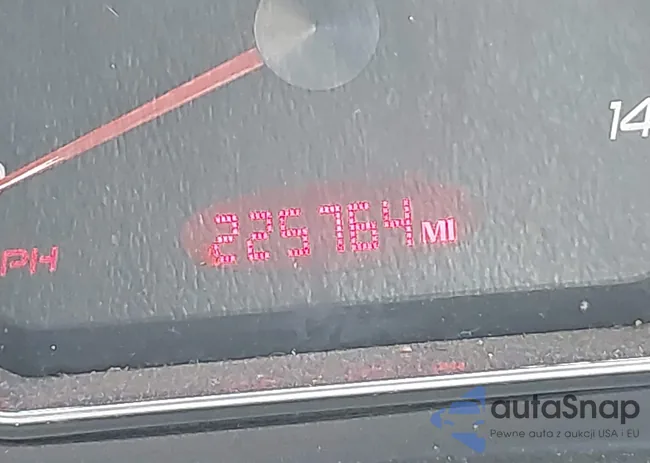 14
225764 MI
PH
autaSnap
Pewne auta z aukcji USA i EU